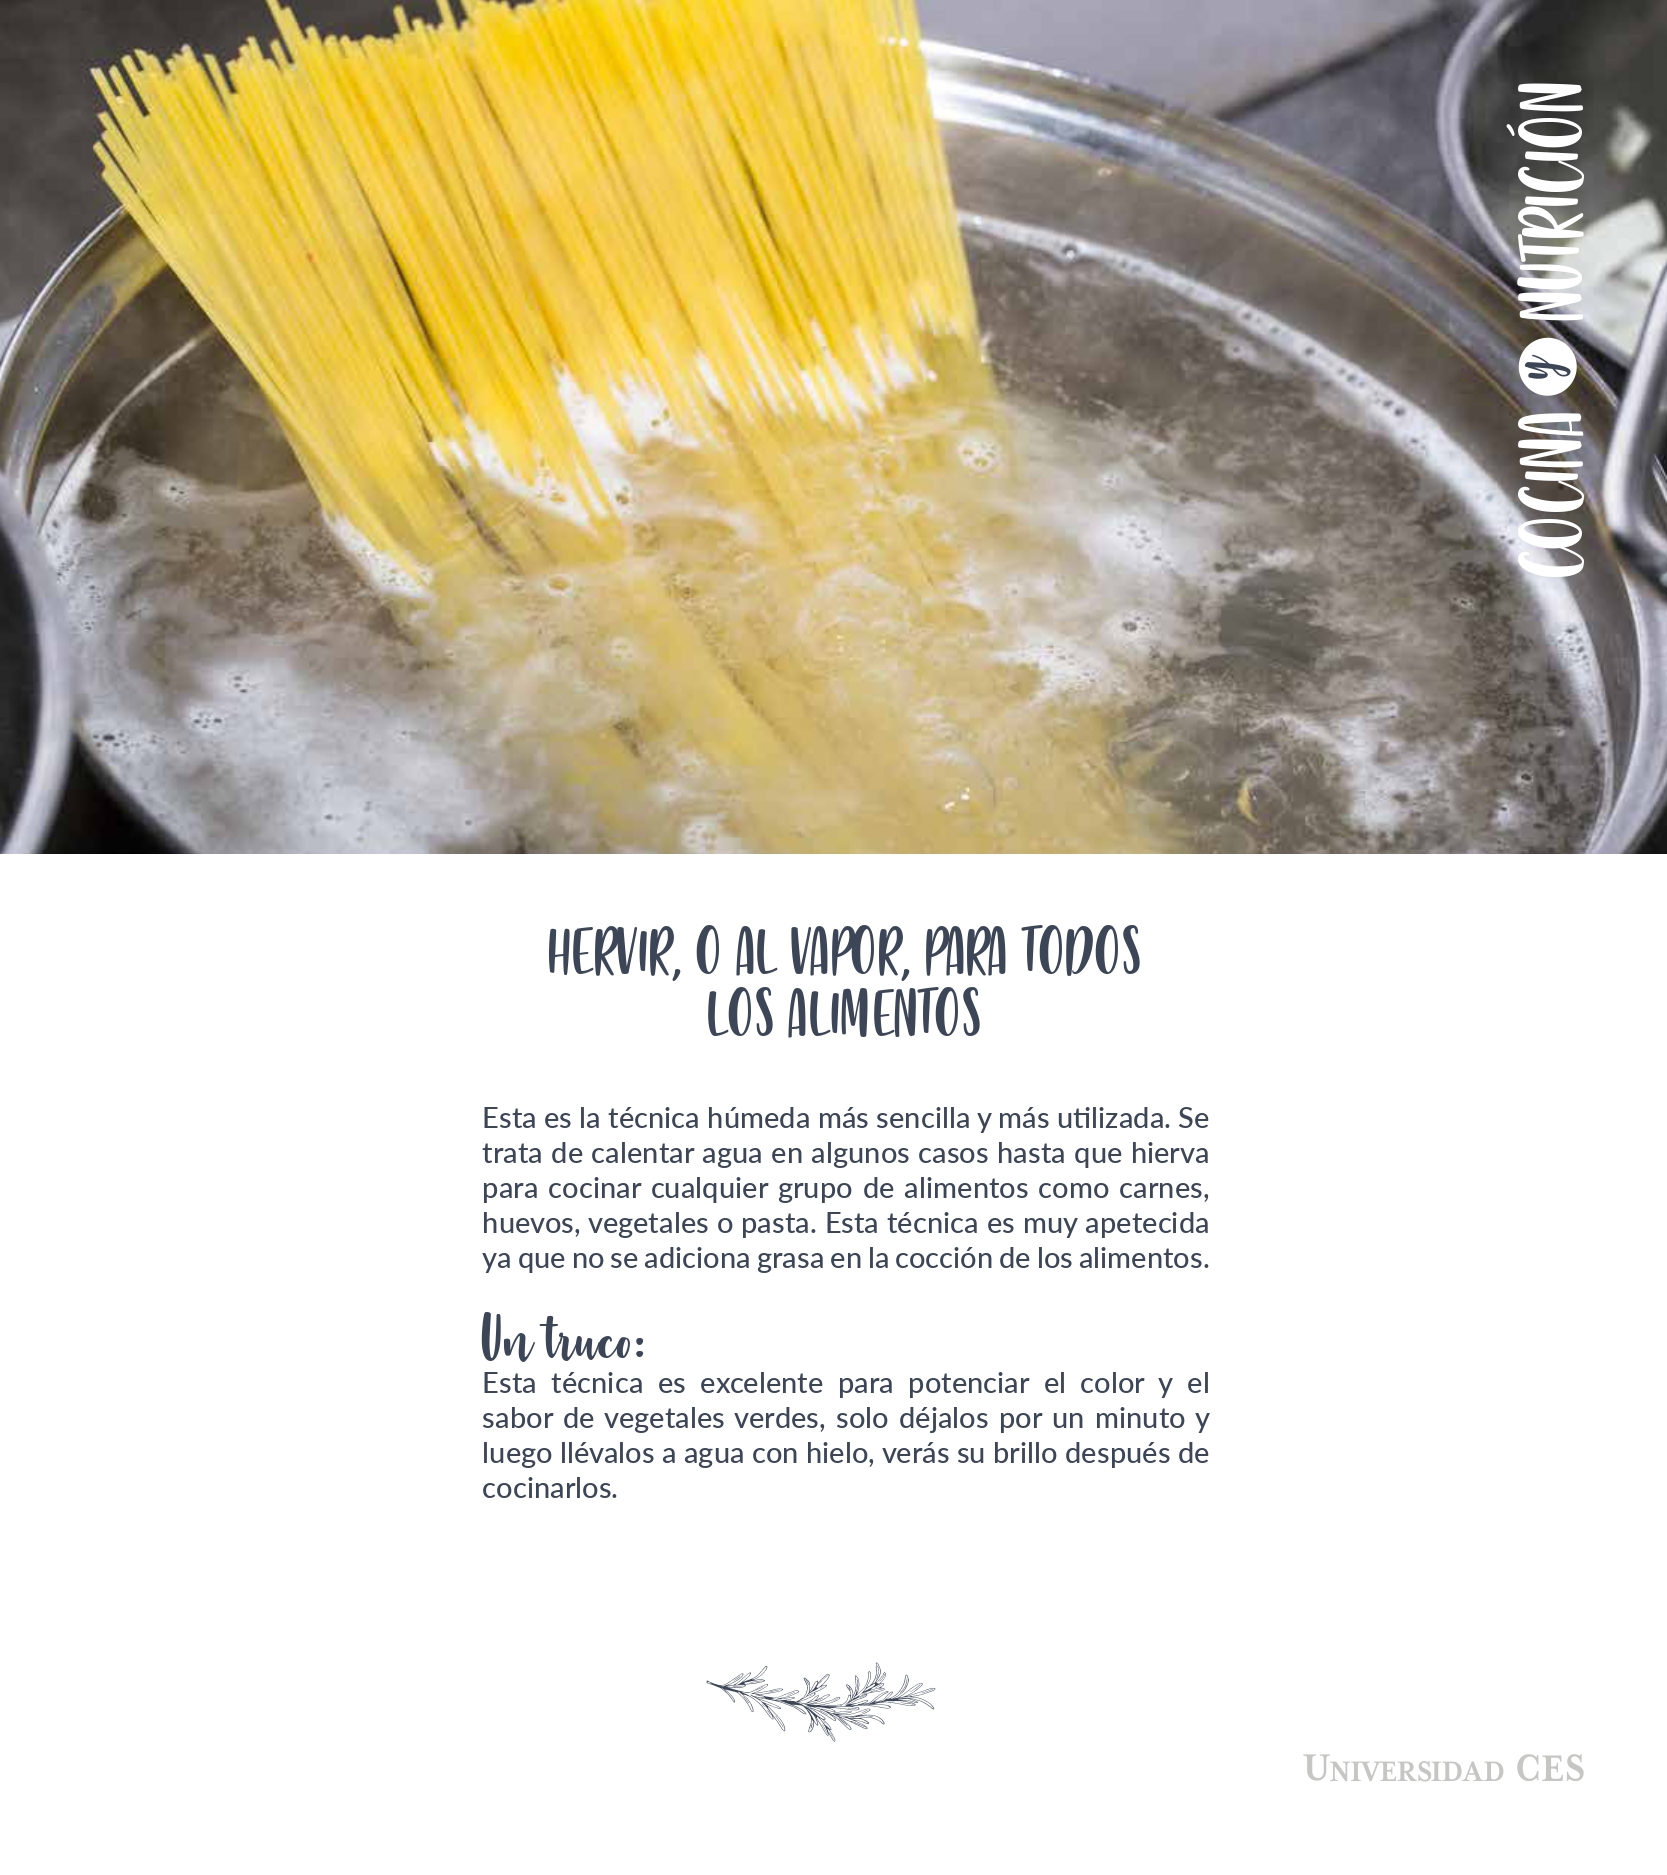 COCINA y NUTRICIÓN
HERVIR, O AL VAPOR, PARA TODOS
LOS ALIMENTOS
Esta es la técnica húmeda más sencilla y más utilizada. Se
trata de calentar agua en algunos casos hasta que hierva
para cocinar cualquier grupo de alimentos como carnes,
huevos, vegetales o pasta. Esta técnica es muy apetecida
ya que no se adiciona grasa en la cocción de los alimentos.
Un truco:
Esta técnica es excelente para potenciar el color y el
sabor de vegetales verdes, solo déjalos por un minuto y
luego llévalos a agua con hielo, verás su brillo después de
cocinarlos.
UNIVERSIDAD CES